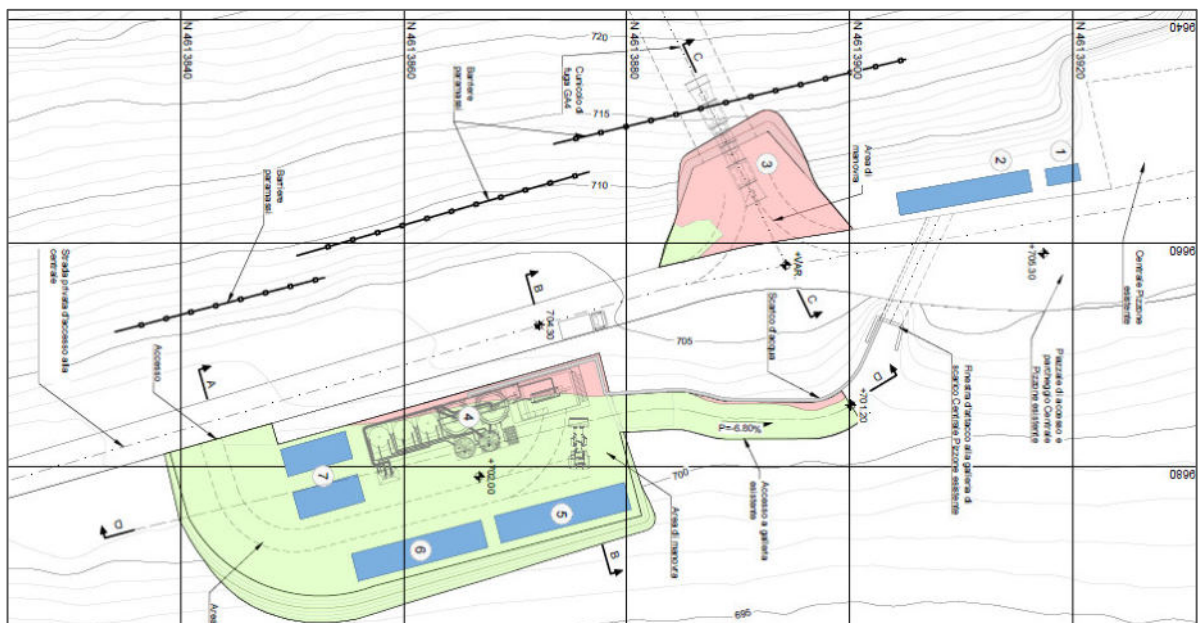 N 4613840
N 4613860
N 4613880
N 4613900
N 4613920
9640
9660
9680
720
715
710
705
700
695
C
Cunicolo di
fuga GA4
Barriere
paramassi
Barriere
paramassi
3
Area di
manovra
2
1
+VAR.
C
+705.30
Centrale Pizzone
esistente
Piazzale di accesso e
parcheggio Centrale
Pizzone esistente
Finestra d'attacco alla galleria di
scarico Centrale Pizzone esistente
Scarico d'acqua
B
704.30
D
+701.20
Strada privata d'accesso alla
centrale
Accesso
A
4
P=-6.80%
7
+702.00
Accesso a galleria
esistente
Area di manovra
5
6
D
B
Area